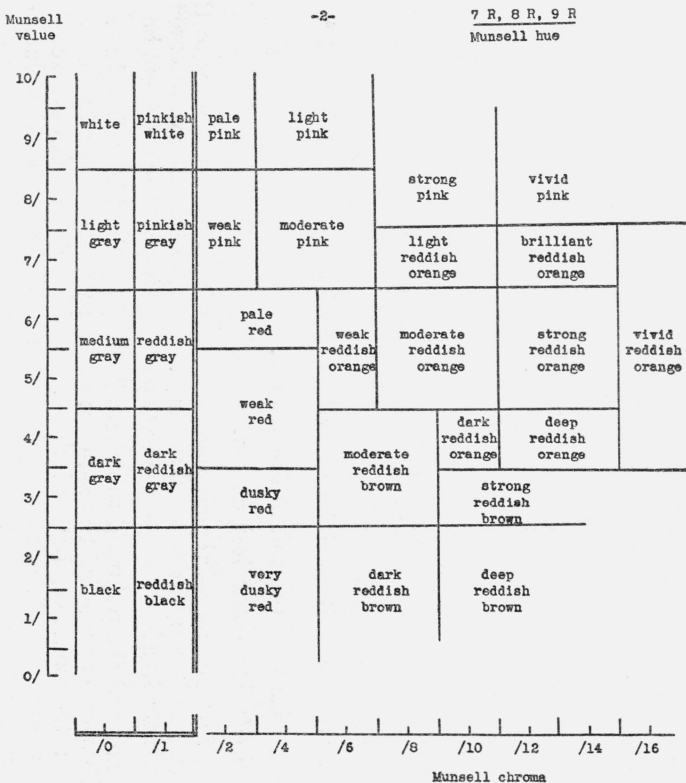 Munsell
value
-2-
7 R, 8 R, 9 R
Munsell hue
10/
9/
8/
7/
6/
5/
4/
3/
2/
1/
0/
white
pinkish
white
pale
pink
light
pink
strong
pink
vivid
pink
light
gray
pinkish
gray
weak
pink
moderate
pink
light
reddish
orange
brilliant
reddish
orange
medium
gray
reddish
gray
pale
red
weak
reddish
orange
moderate
reddish
orange
strong
reddish
orange
vivid
reddish
orange
weak
red
dark
gray
dark
reddish
gray
dusky
red
moderate
reddish
brown
dark
reddish
orange
deep
reddish
orange
strong
reddish
brown
black
reddish
black
very
dusky
red
dark
reddish
brown
deep
reddish
brown
/0 /1 /2 /4 /6 /8 /10 /12 /14 /16
Munsell chroma